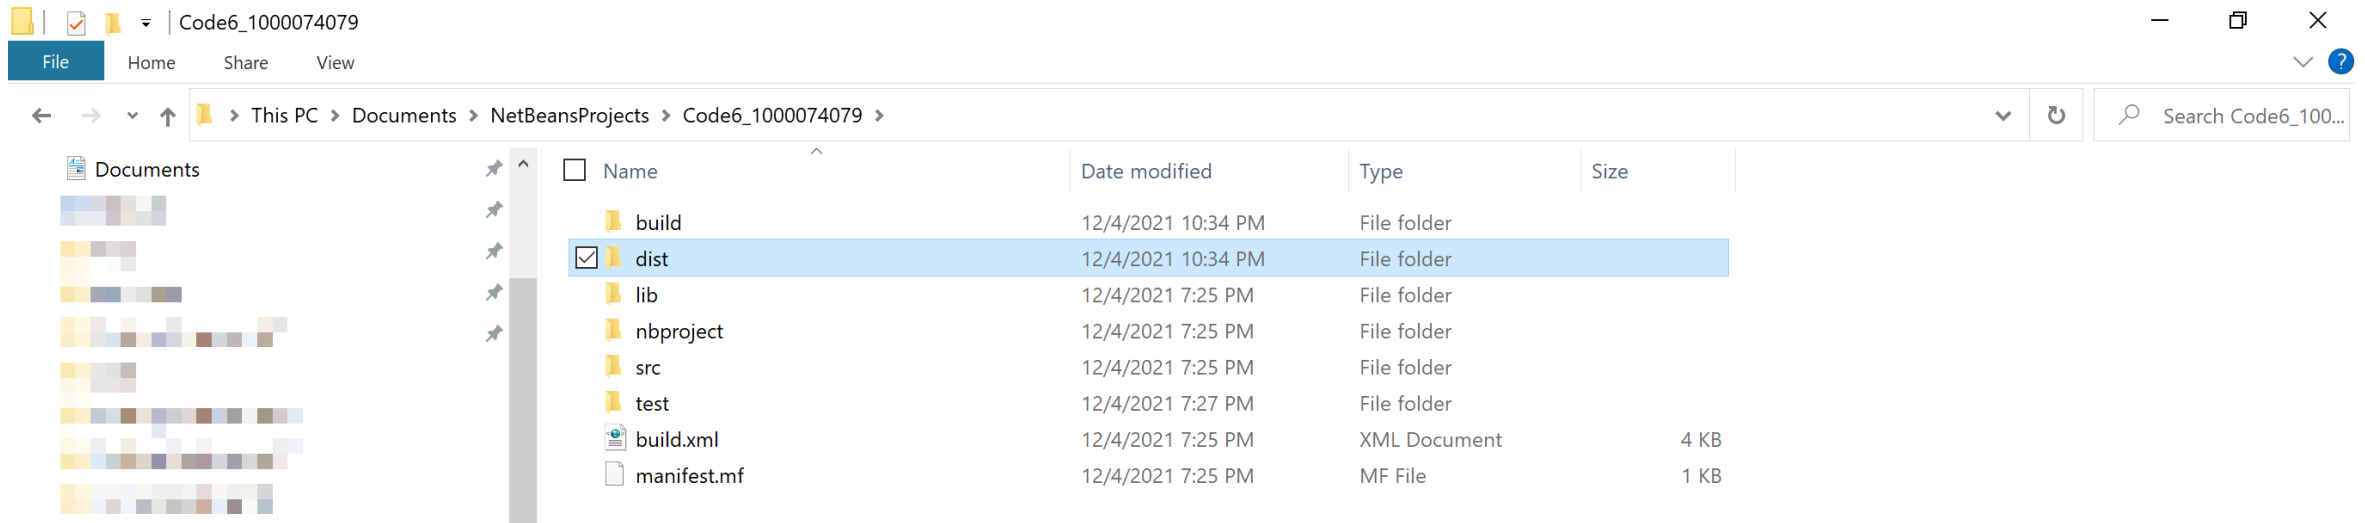 Code6_1000074079
File Home Share View ?
This PC Documents NetBeansProjects Code6_1000074079 Search Code6_100...
Documents
Name Date modified Type Size
build 12/4/2021 10:34 PM File folder
dist 12/4/2021 10:34 PM File folder
lib 12/4/2021 7:25 PM File folder
nbproject 12/4/2021 7:25 PM File folder
src 12/4/2021 7:25 PM File folder
test 12/4/2021 7:27 PM File folder
build.xml 12/4/2021 7:25 PM XML Document 4 KB
manifest.mf 12/4/2021 7:25 PM MF File 1 KB